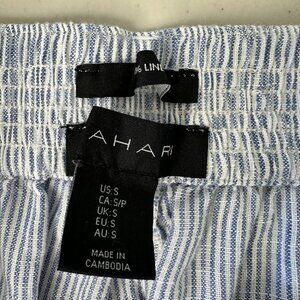 % LINE
AHARI
US:S
CA:S/P
UK:S
EU:S
AU:S
MADE IN
CAMBODIA